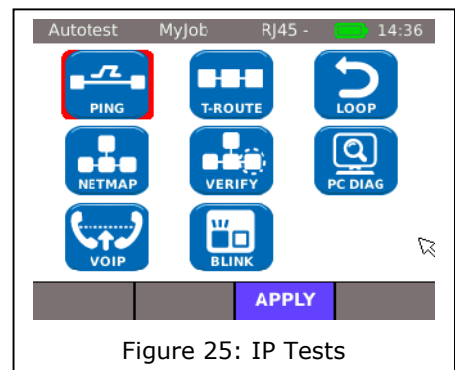 Autotest MyJob RJ45 - 14:36
PING T-ROUTE LOOP
NETMAP VERIFY PC DIAG
VOIP BLINK
APPLY
Figure 25: IP Tests